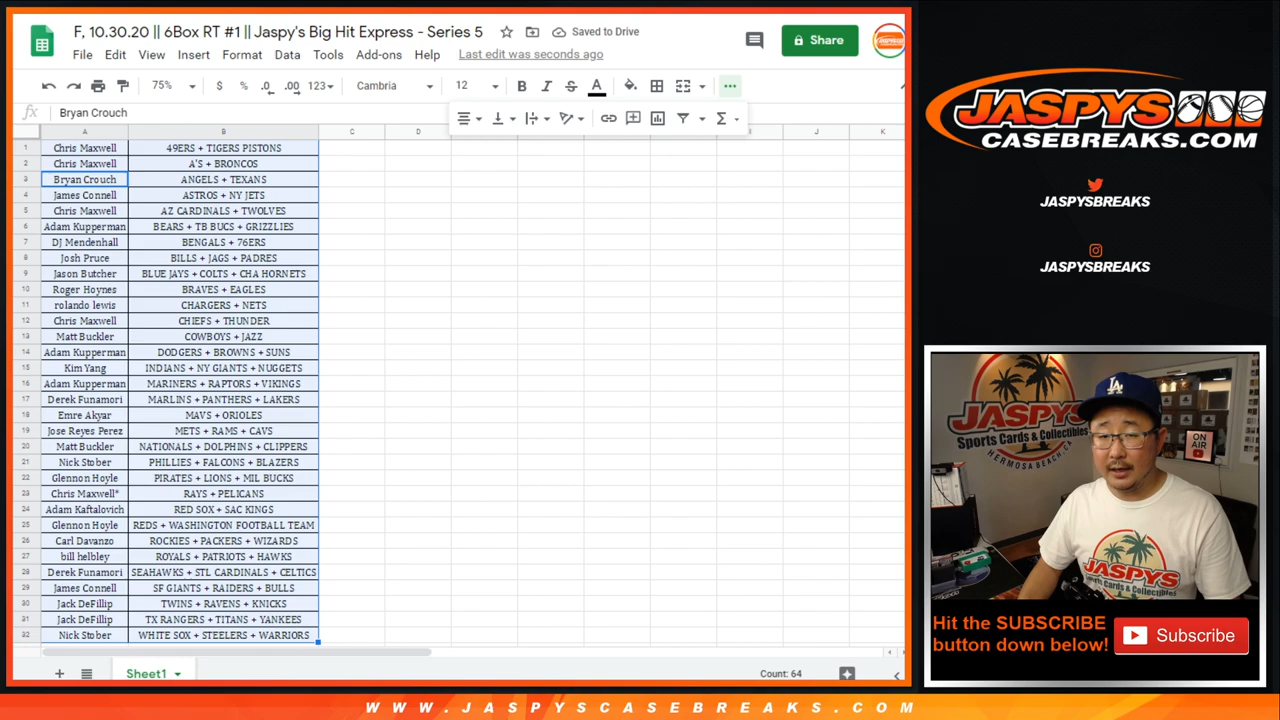 F, 10.30.20 || 6Box RT #1 || Jaspy's Big Hit Express - Series 5
Saved to Drive
Share
File Edit View Insert Format Data Tools Add-ons Help Last edit was seconds ago
75% $ % .0 .00 123 Cambria 12 B I S A
fx Bryan Crouch
A B C D I J K
1 Chris Maxwell 49ERS + TIGERS PISTONS
2 Chris Maxwell A'S + BRONCOS
3 Bryan Crouch ANGELS + TEXANS
4 James Connell ASTROS + NY JETS
5 Chris Maxwell AZ CARDINALS + TWOLVES
6 Adam Kupperman BEARS + TB BUCS + GRIZZLIES
7 DJ Mendenhall BENGALS + 76ERS
8 Josh Pruce BILLS + JAGS + PADRES
9 Jason Butcher BLUE JAYS + COLTS + CHA HORNETS
10 Roger Hoynes BRAVES + EAGLES
11 rolando lewis CHARGERS + NETS
12 Chris Maxwell CHIEFS + THUNDER
13 Matt Buckler COWBOYS + JAZZ
14 Adam Kupperman DODGERS + BROWNS + SUNS
15 Kim Yang INDIANS + NY GIANTS + NUGGETS
16 Adam Kupperman MARINERS + RAPTORS + VIKINGS
17 Derek Funamori MARLINS + PANTHERS + LAKERS
18 Emre Akyar MAVS + ORIOLES
19 Jose Reyes Perez METS + RAMS + CAVS
20 Matt Buckler NATIONALS + DOLPHINS + CLIPPERS
21 Nick Stober PHILLIES + FALCONS + BLAZERS
22 Glennon Hoyle PIRATES + LIONS + MIL BUCKS
23 Chris Maxwell* RAYS + PELICANS
24 Adam Kaftalovich RED SOX + SAC KINGS
25 Glennon Hoyle REDS + WASHINGTON FOOTBALL TEAM
26 Carl Davanzo ROCKIES + PACKERS + WIZARDS
27 bill helbley ROYALS + PATRIOTS + HAWKS
28 Derek Funamori SEAHAWKS + STL CARDINALS + CELTICS
29 James Connell SF GIANTS + RAIDERS + BULLS
30 Jack DeFillip TWINS + RAVENS + KNICKS
31 Jack DeFillip TX RANGERS + TITANS + YANKEES
32 Nick Stober WHITE SOX + STEELERS + WARRIORS
Sheet1
Count: 64
JASPYS
CASEBREAKS.COM
JASPYSBREAKS
JASPYSBREAKS
JASPYS
Sports Cards & Collectibles
HERMOSA BEACH, CA
ON AIR
LA
JASPYS
Hit the SUBSCRIBE
button down below!
Subscribe
WWW.JASPYSCASEBREAKS.COM